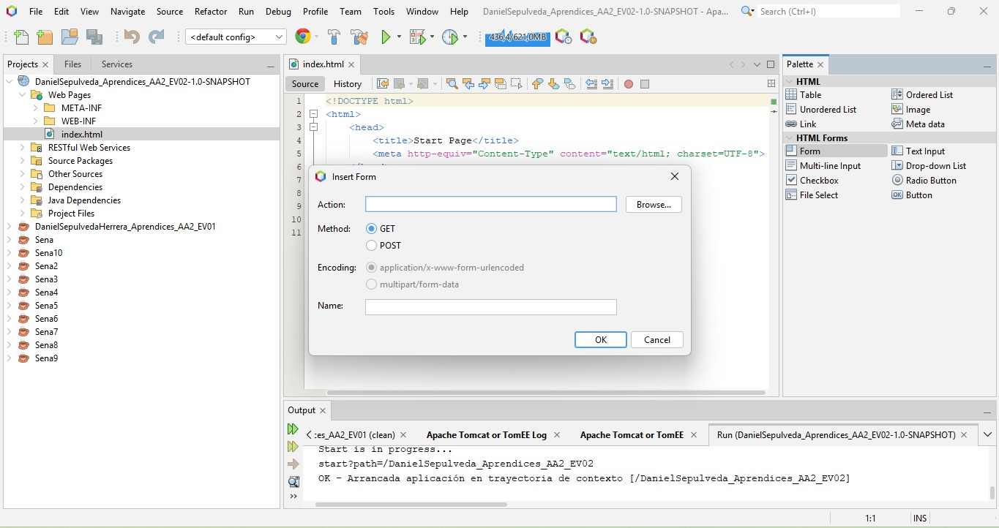 File Edit View Navigate Source Refactor Run Debug Profile Team Tools Window Help DanielSepulveda_Aprendices_AA2_EV02-1.0-SNAPSHOT - Apa... Search (Ctrl+I)
<default config> 436,4/621,0MB
Projects Files Services
DanielSepulveda_Aprendices_AA2_EV02-1.0-SNAPSHOT
Web Pages
META-INF
WEB-INF
index.html
RESTful Web Services
Source Packages
Other Sources
Dependencies
Java Dependencies
Project Files
DanielSepulvedaHerrera_Aprendices_AA2_EV01
Sena
Sena10
Sena2
Sena3
Sena4
Sena5
Sena6
Sena7
Sena8
Sena9
index.html
Source History
1 <!DOCTYPE html>
2 <html>
3 <head>
4 <title>Start Page</title>
5 <meta http-equiv="Content-Type" content="text/html; charset=UTF-8">
6
7
8
9
10
11
Insert Form
Action: Browse...
Method: GET
POST
Encoding: application/x-www-form-urlencoded
multipart/form-data
Name:
OK Cancel
Palette
HTML
Table Ordered List
Unordered List Image
Link Meta data
HTML Forms
Form Text Input
Multi-line Input Drop-down List
Checkbox Radio Button
File Select OK Button
Output
:es_AA2_EV01 (clean) Apache Tomcat or TomEE Log Apache Tomcat or TomEE Run (DanielSepulveda_Aprendices_AA2_EV02-1.0-SNAPSHOT)
Start is in progress...
start?path=/DanielSepulveda_Aprendices_AA2_EV02
OK - Arrancada aplicación en trayectoria de contexto [/DanielSepulveda_Aprendices_AA2_EV02]
1:1 INS